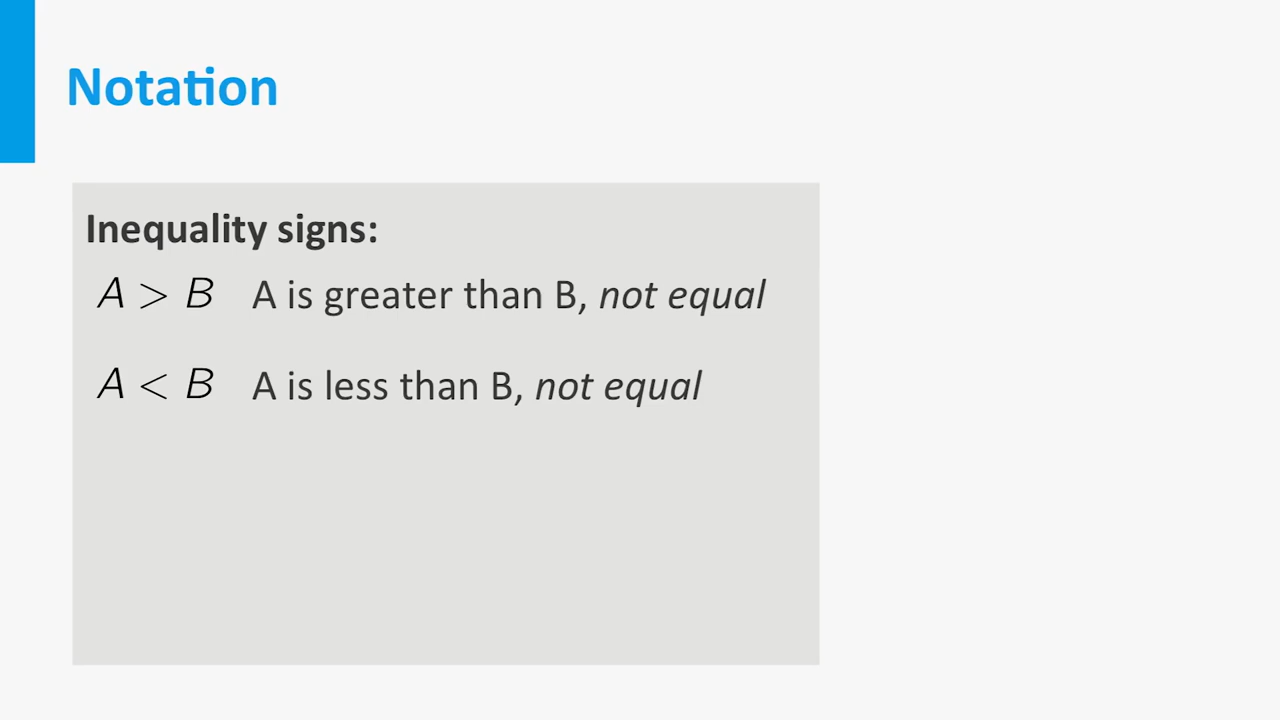 Notation
Inequality signs:
A > B A is greater than B, not equal
A < B A is less than B, not equal